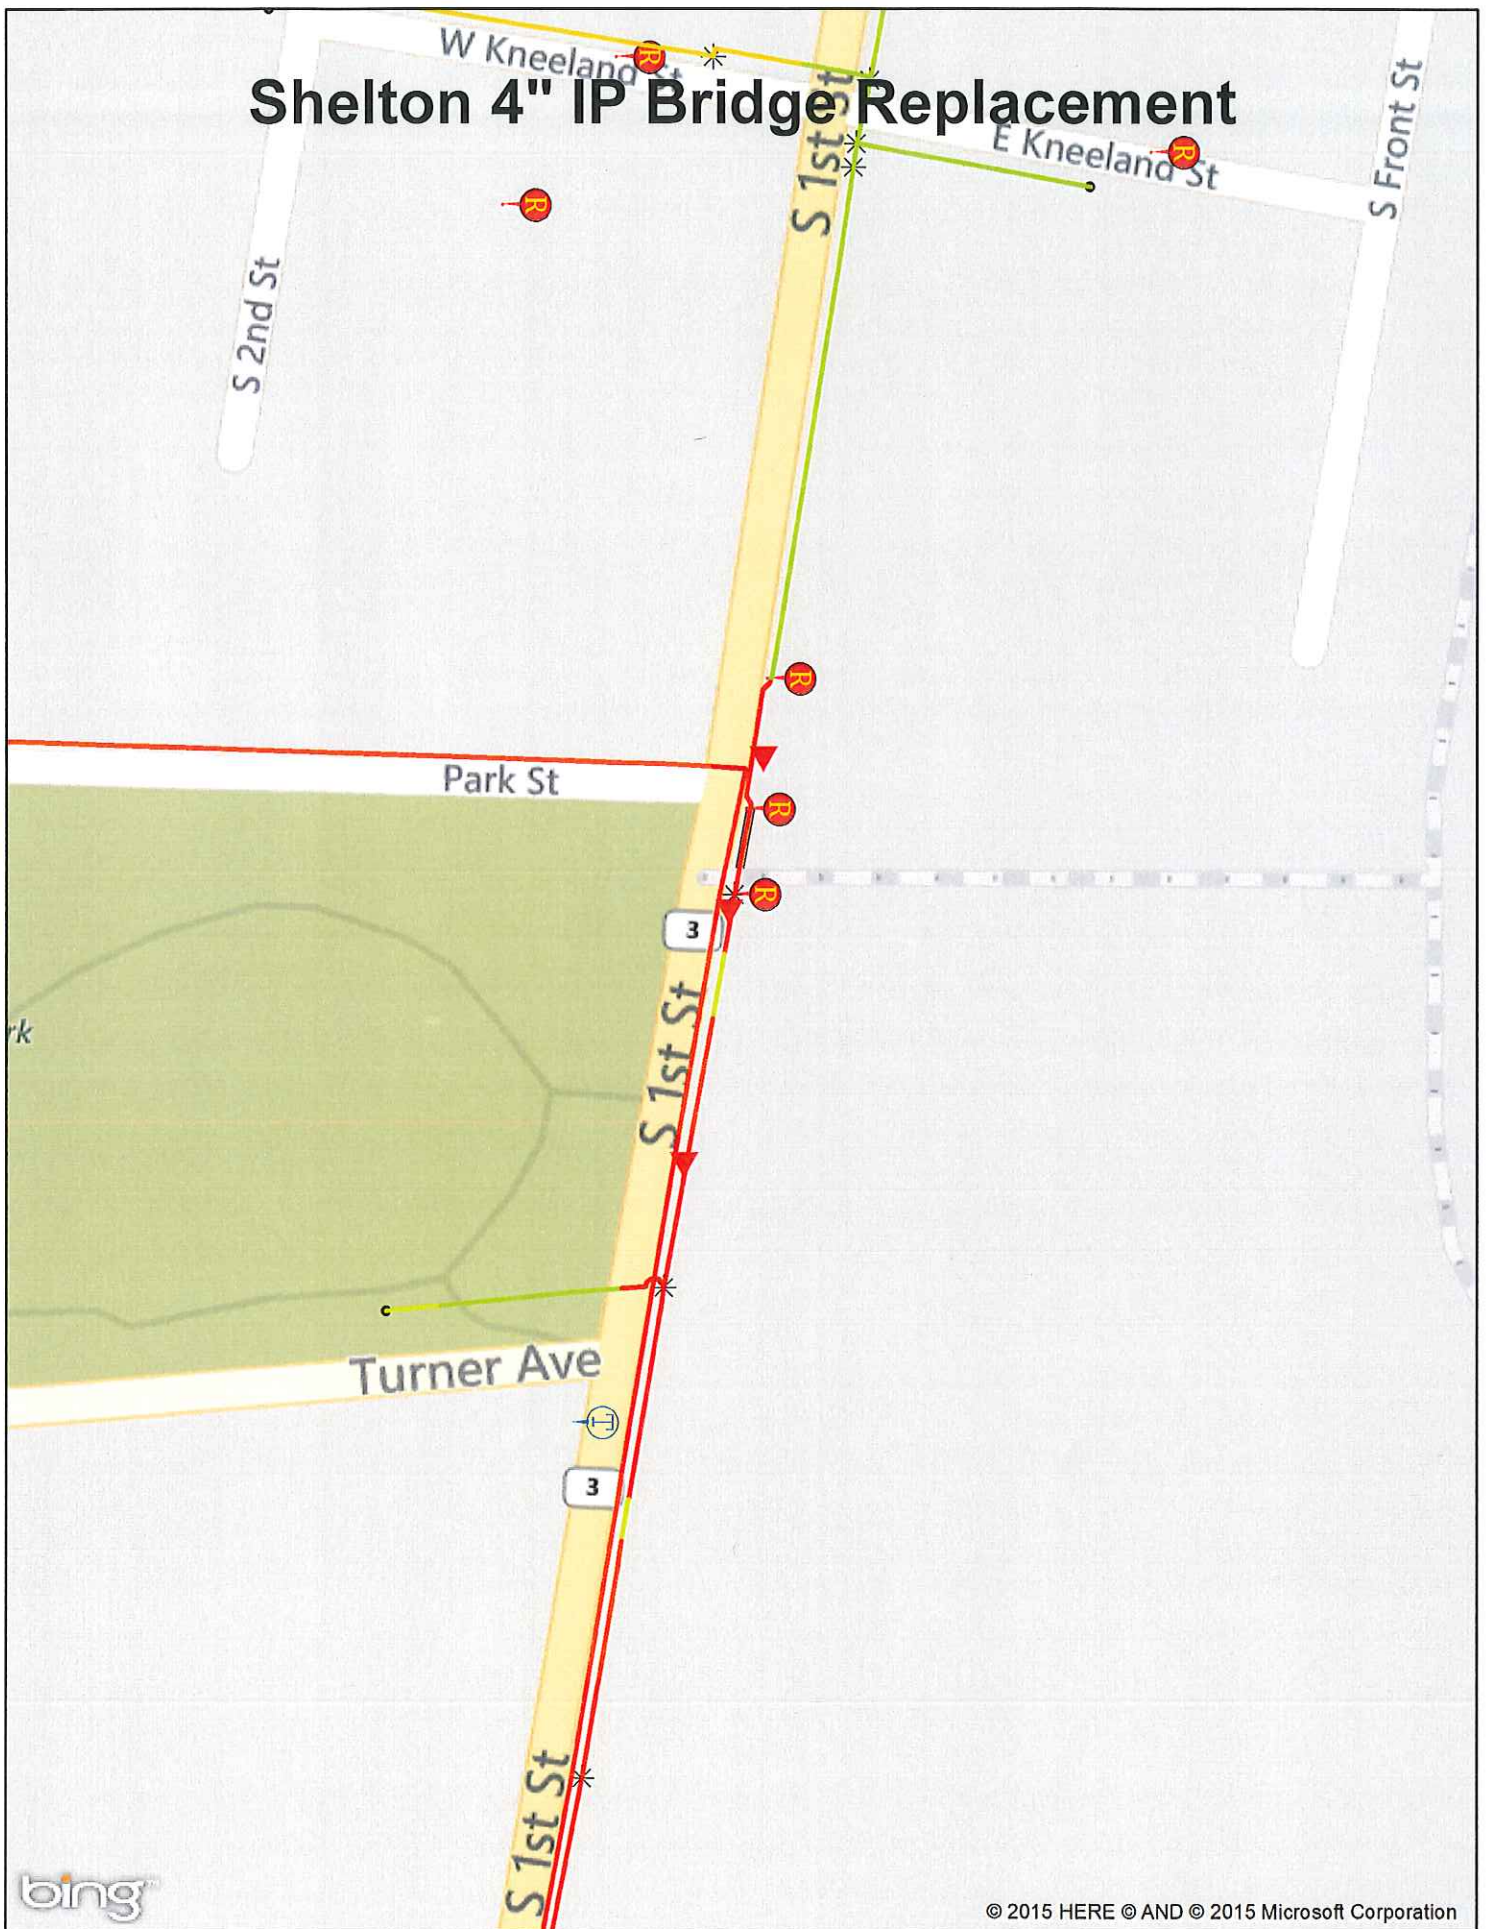 W Kneeland St
Shelton 4" IP Bridge Replacement
S 1st St
E Kneeland St
S Front St
R
R
R
S 2nd St
R
Park St
R
R
3
S 1st St
rk
Turner Ave
3
S 1st St
bing™
© 2015 HERE © AND © 2015 Microsoft Corporation